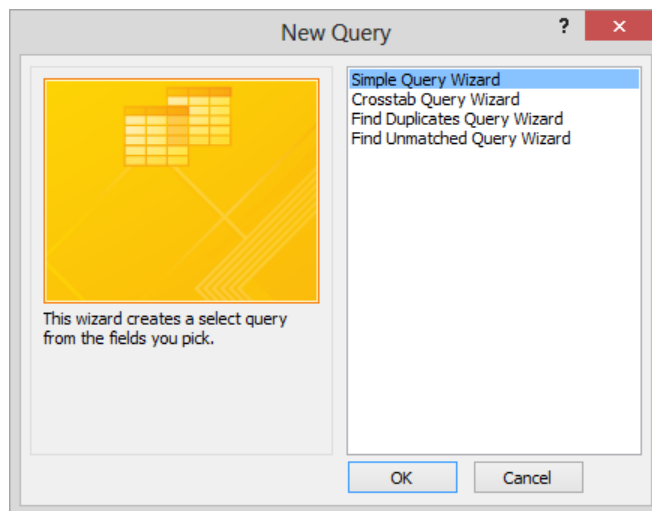 New Query
?
Simple Query Wizard
Crosstab Query Wizard
Find Duplicates Query Wizard
Find Unmatched Query Wizard
This wizard creates a select query
from the fields you pick.
OK
Cancel